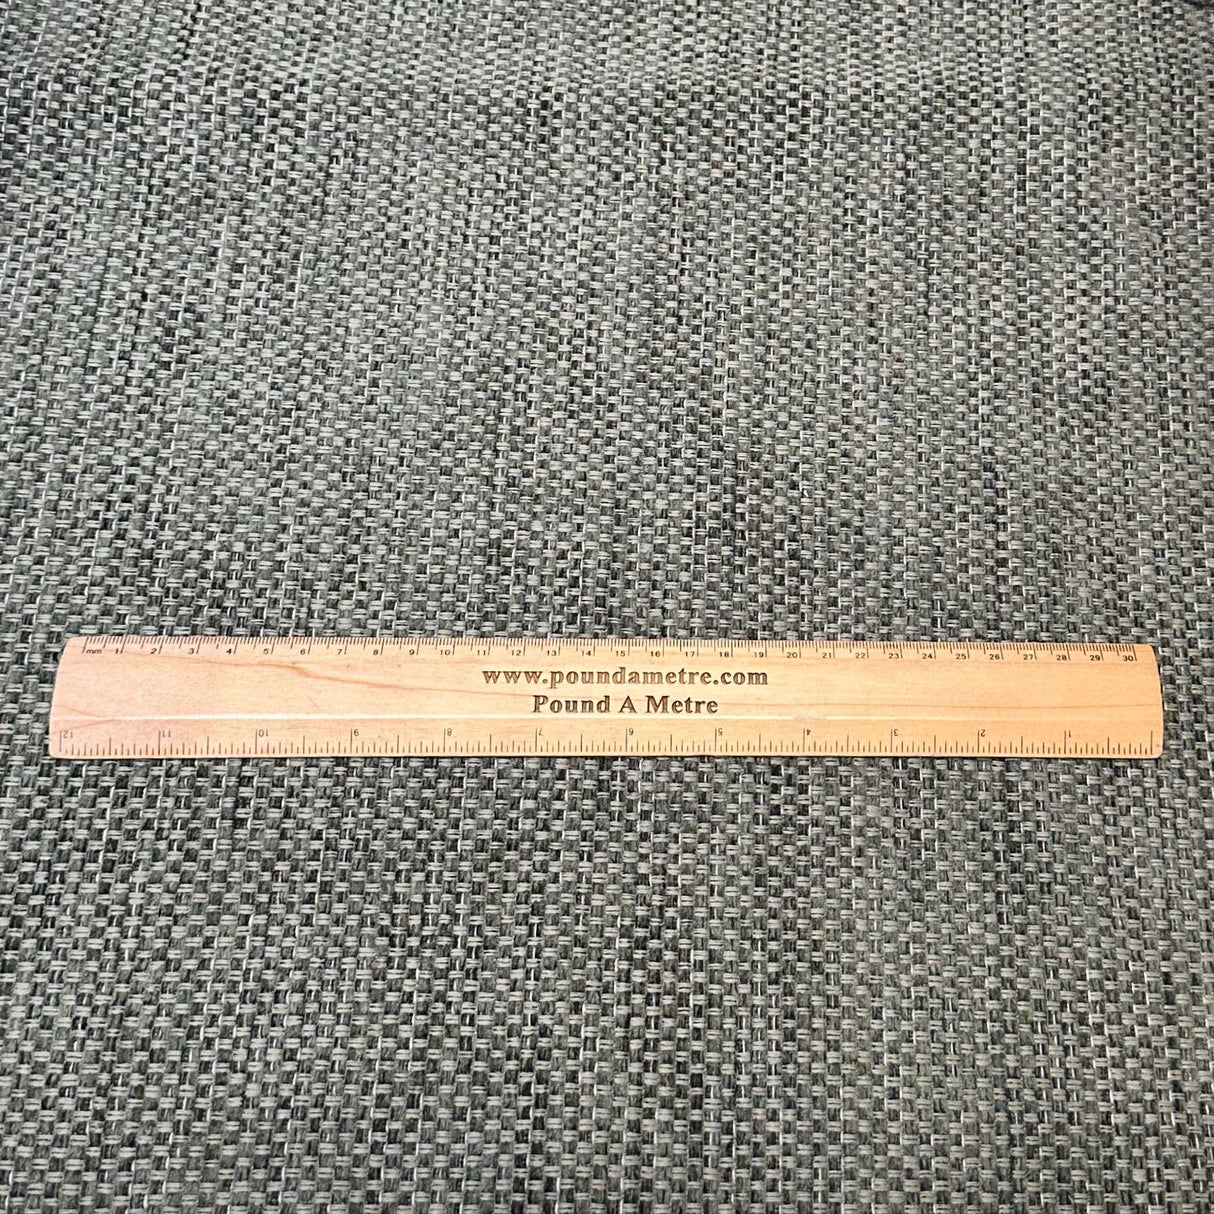 mm 1 2 3 4 5 6 7 8 9 10 11 12 13 14 15 16 17 18 19 20 21 22 23 24 25 26 27 28 29 30
www.poundametre.com
Pound A Metre
12 11 10 9 8 7 6 5 4 3 2 1